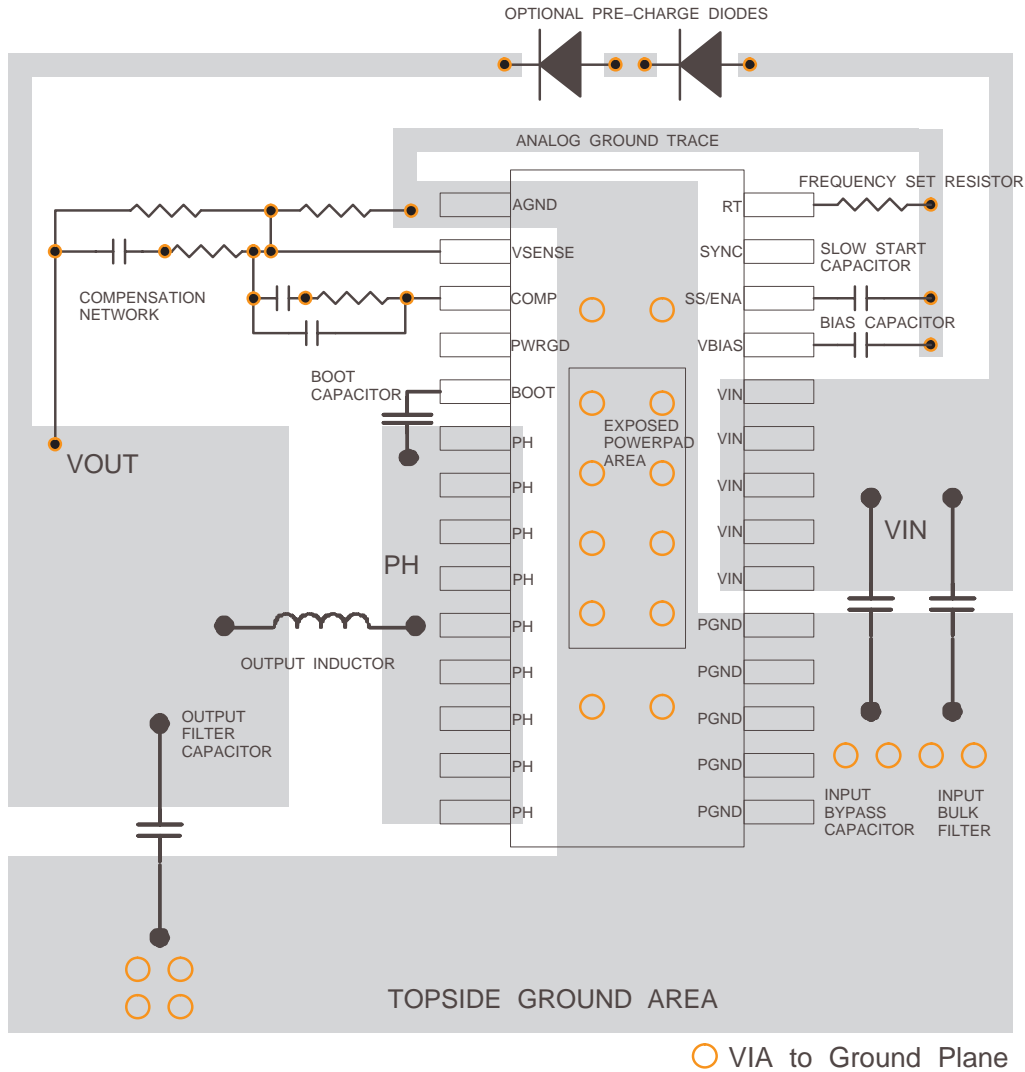 OPTIONAL PRE–CHARGE DIODES
ANALOG GROUND TRACE
FREQUENCY SET RESISTOR
AGND
RT
VSENSE
SYNC
SLOW START
CAPACITOR
COMPENSATION
NETWORK
COMP
SS/ENA
BIAS CAPACITOR
PWRGD
VBIAS
BOOT
CAPACITOR
BOOT
VIN
EXPOSED
POWERPAD
AREA
PH
VIN
VOUT
PH
VIN
PH
VIN
VIN
PH
PH
VIN
PH
PGND
OUTPUT INDUCTOR
PH
PGND
OUTPUT
FILTER
CAPACITOR
PH
PGND
PH
PGND
PH
PGND
INPUT
BYPASS
CAPACITOR
INPUT
BULK
FILTER
TOPSIDE GROUND AREA
VIA to Ground Plane